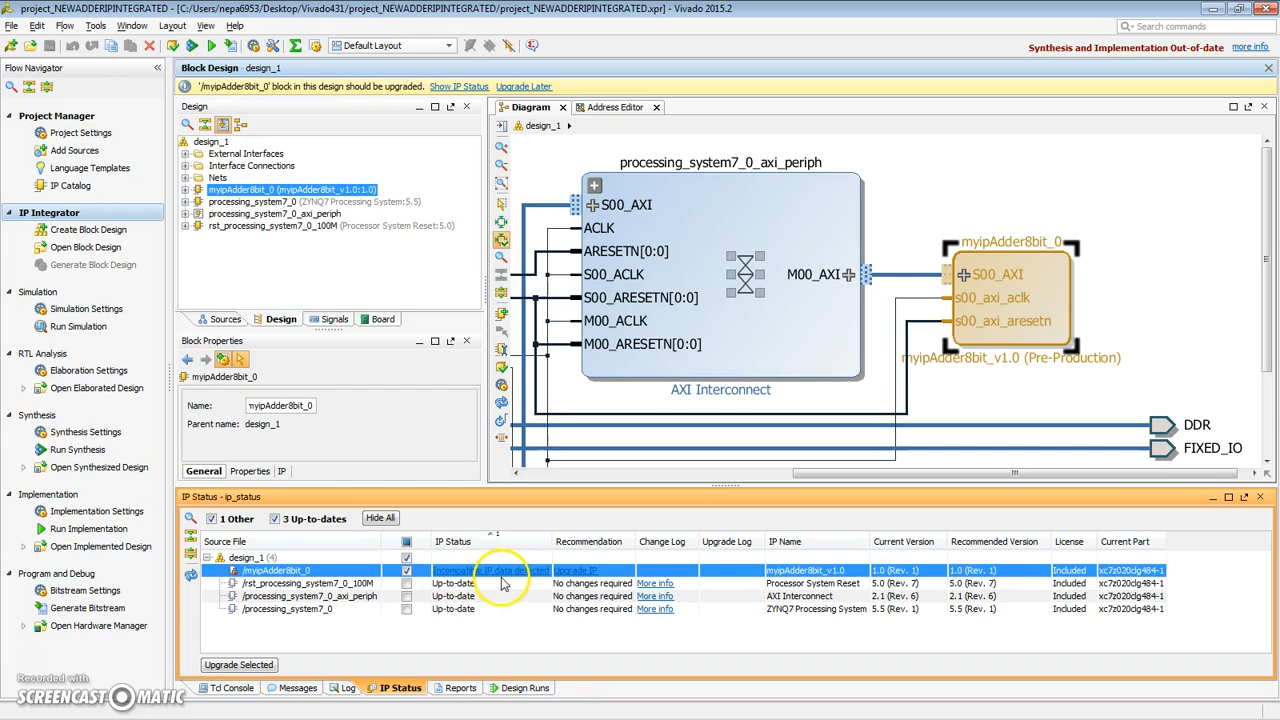 project_NEWADDERIPINTEGRATED - [C:/Users/nepa6953/Desktop/Vivado431/project_NEWADDERIPINTEGRATED/project_NEWADDERIPINTEGRATED.xpr] - Vivado 2015.2
File Edit Flow Tools Window Layout View Help
Search commands
Default Layout
Synthesis and Implementation Out-of-date more info
Flow Navigator
Project Manager
Project Settings
Add Sources
Language Templates
IP Catalog
IP Integrator
Create Block Design
Open Block Design
Generate Block Design
Simulation
Simulation Settings
Run Simulation
RTL Analysis
Elaboration Settings
Open Elaborated Design
Synthesis
Synthesis Settings
Run Synthesis
Open Synthesized Design
Implementation
Implementation Settings
Run Implementation
Open Implemented Design
Program and Debug
Bitstream Settings
Generate Bitstream
Open Hardware Manager
Block Design - design_1
'/myipAdder8bit_0' block in this design should be upgraded. Show IP Status Upgrade Later
Design
design_1
External Interfaces
Interface Connections
Nets
myipAdder8bit_0 (myipAdder8bit_v1.0:1.0)
processing_system7_0 (ZYNQ7 Processing System:5.5)
processing_system7_0_axi_periph
rst_processing_system7_0_100M (Processor System Reset:5.0)
Sources Design Signals Board
Block Properties
myipAdder8bit_0
Name: myipAdder8bit_0
Parent name: design_1
General Properties IP
Diagram Address Editor
design_1
processing_system7_0_axi_periph
S00_AXI
ACLK
ARESETN[0:0]
S00_ACLK
S00_ARESETN[0:0]
M00_ACLK
M00_ARESETN[0:0]
M00_AXI
AXI Interconnect
myipAdder8bit_0
S00_AXI
s00_axi_aclk
s00_axi_aresetn
myipAdder8bit_v1.0 (Pre-Production)
DDR
FIXED_IO
IP Status - ip_status
1 Other 3 Up-to-dates Hide All
Source File IP Status 1 Recommendation Change Log Upgrade Log IP Name Current Version Recommended Version License Current Part
design_1 (4)
/myipAdder8bit_0 Incompatible IP data detected Upgrade IP myipAdder8bit_v1.0 1.0 (Rev. 1) 1.0 (Rev. 1) Included xc7z020clg484-1
/rst_processing_system7_0_100M Up-to-date No changes required More info Processor System Reset 5.0 (Rev. 7) 5.0 (Rev. 7) Included xc7z020clg484-1
/processing_system7_0_axi_periph Up-to-date No changes required More info AXI Interconnect 2.1 (Rev. 6) 2.1 (Rev. 6) Included xc7z020clg484-1
/processing_system7_0 Up-to-date No changes required More info ZYNQ7 Processing System 5.5 (Rev. 1) 5.5 (Rev. 1) Included xc7z020clg484-1
Upgrade Selected
Tcl Console Messages Log IP Status Reports Design Runs
Recorded with
SCREENCAST MATIC